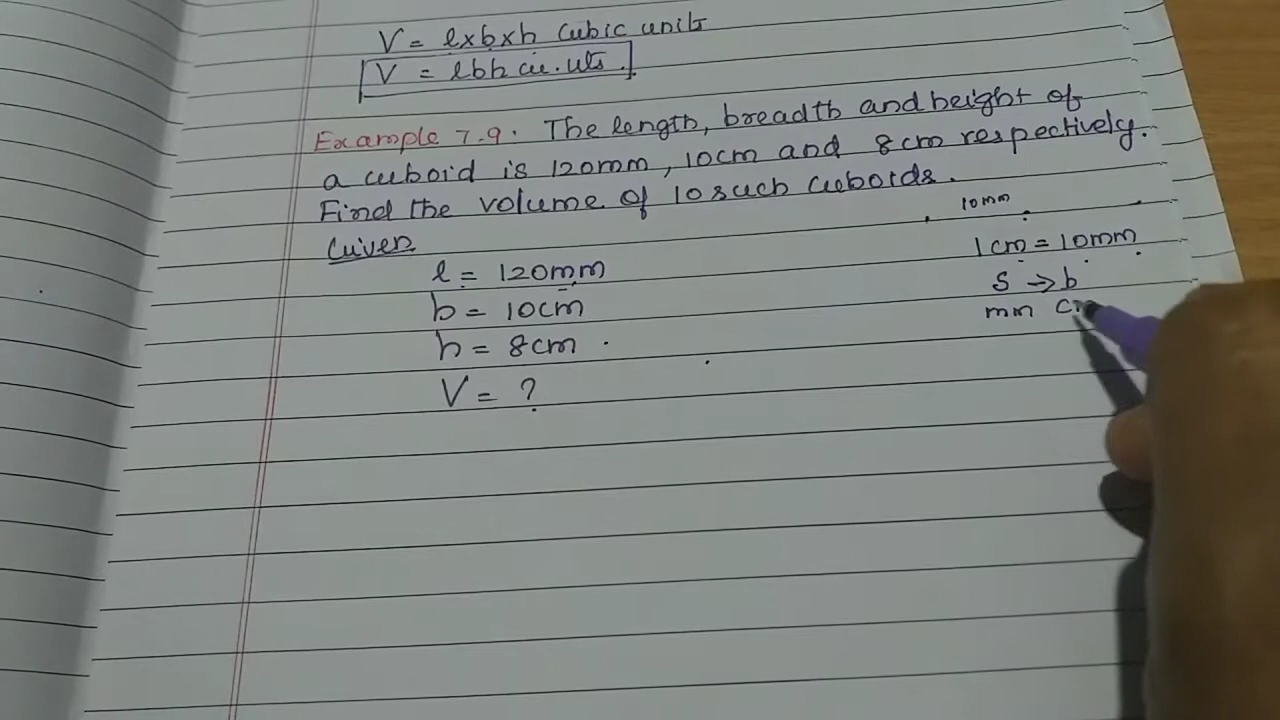 V = l×b×h cubic units
V = lbh cu.uts.
Example 7.9. The length, breadth and height of
a cuboid is 120mm, 10cm and 8cm respectively.
Find the volume of 10 such cuboids.
10mm
Given
1cm = 10mm
l = 120mm
s → b
b = 10cm
mm
h = 8cm
V = ?